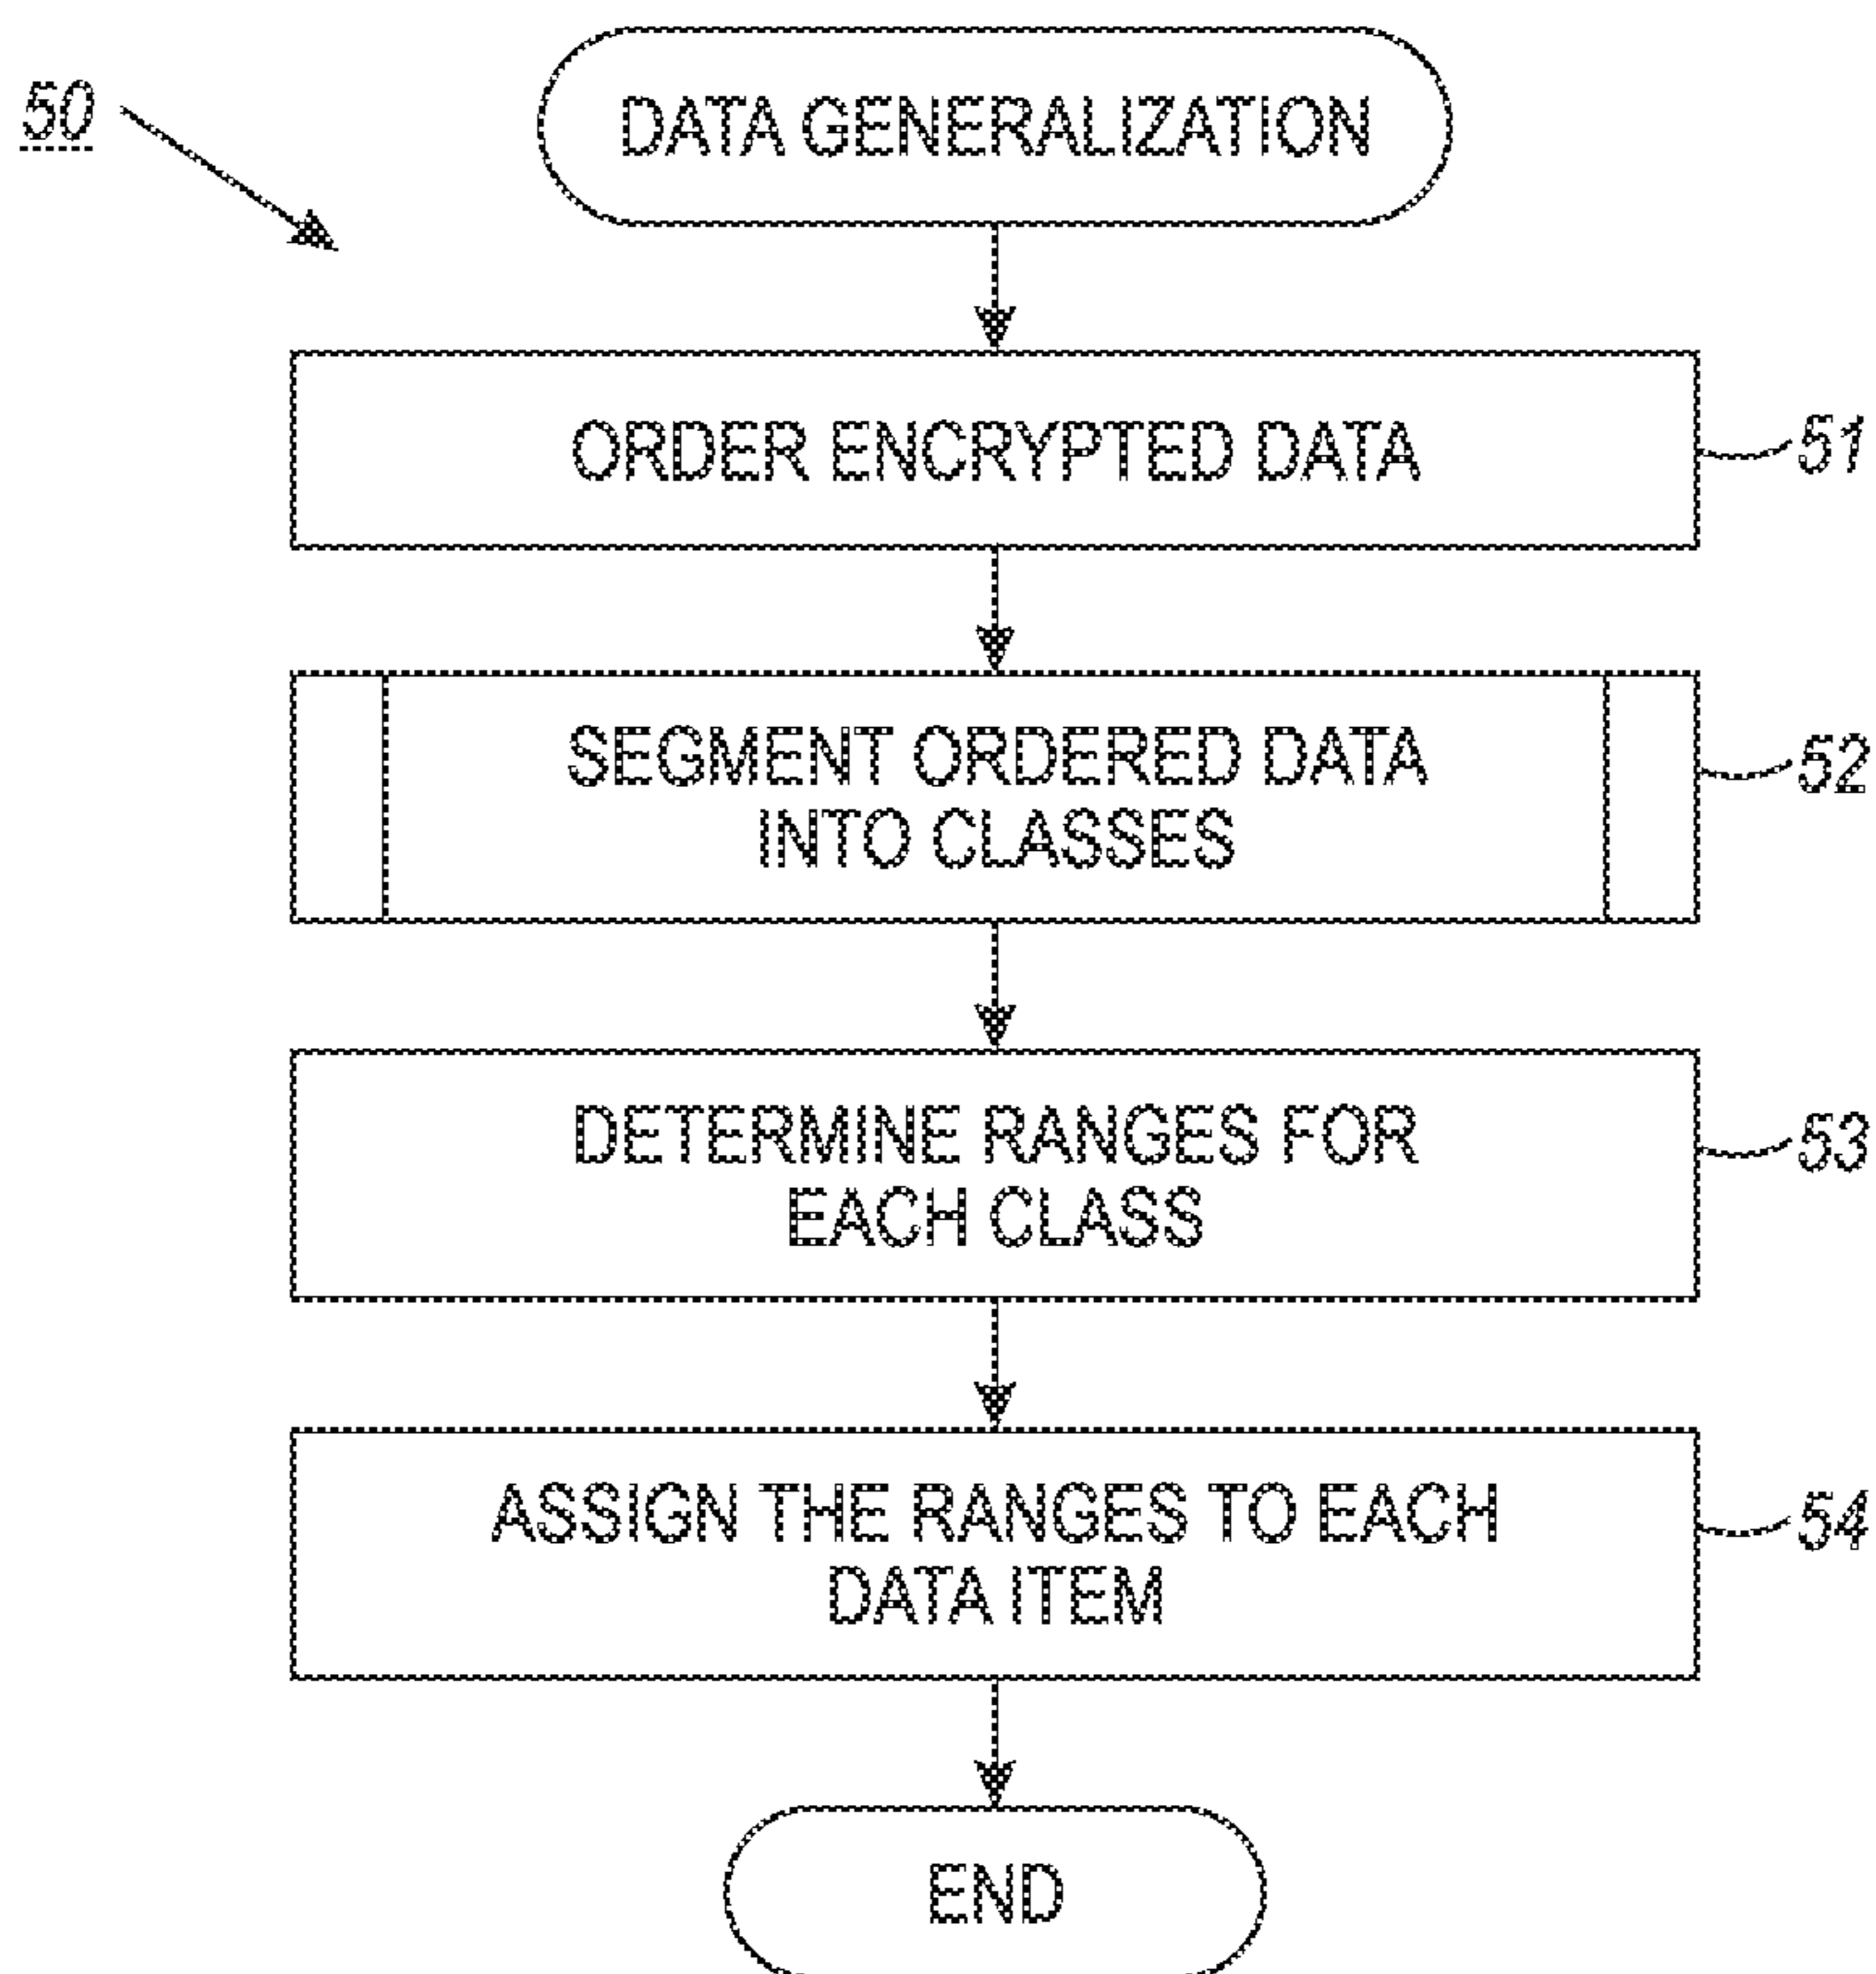 50
DATA GENERALIZATION
ORDER ENCRYPTED DATA
51
SEGMENT ORDERED DATA
INTO CLASSES
52
DETERMINE RANGES FOR
EACH CLASS
53
ASSIGN THE RANGES TO EACH
DATA ITEM
54
END